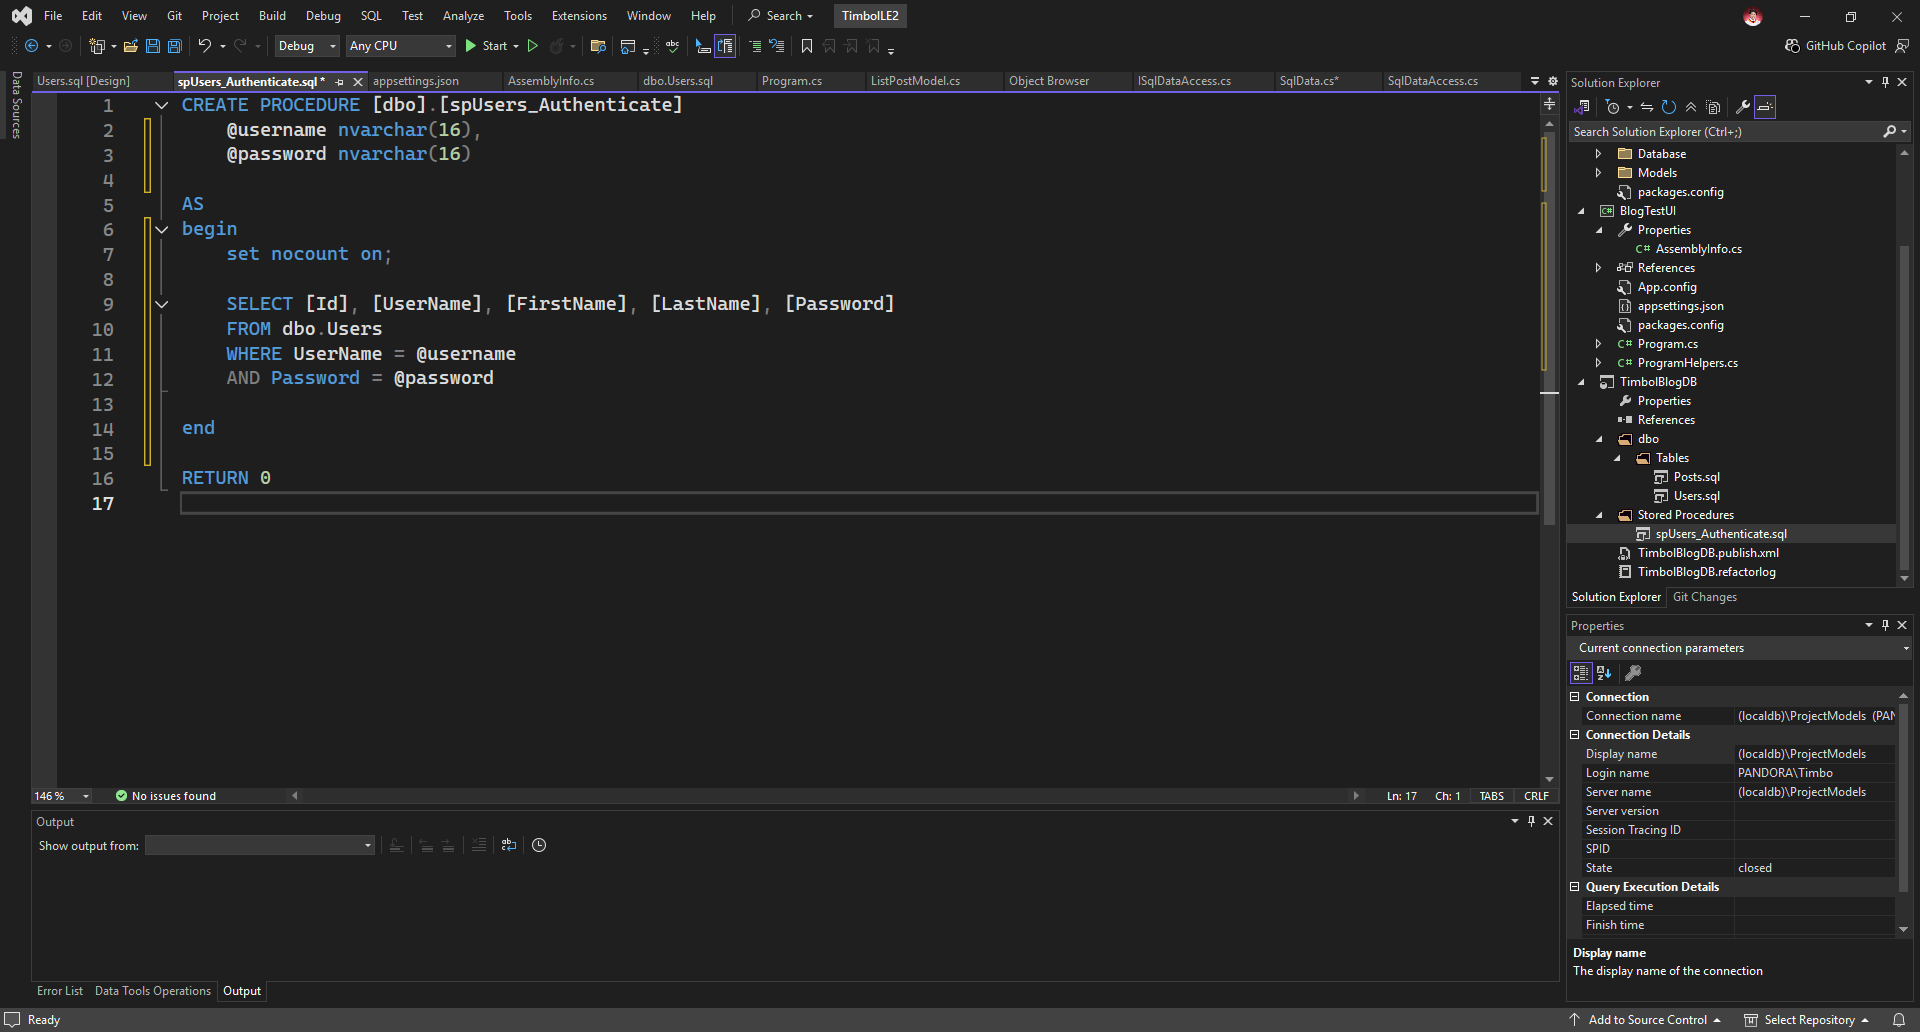 File Edit View Git Project Build Debug SQL Test Analyze Tools Extensions Window Help Search TimbolLE2
Debug Any CPU Start GitHub Copilot
Data Sources
Users.sql [Design] spUsers_Authenticate.sql * appsettings.json AssemblyInfo.cs dbo.Users.sql Program.cs ListPostModel.cs Object Browser ISqlDataAccess.cs SqlData.cs* SqlDataAccess.cs
1 CREATE PROCEDURE [dbo].[spUsers_Authenticate]
2 @username nvarchar(16),
3 @password nvarchar(16)
4
5 AS
6 begin
7 set nocount on;
8
9 SELECT [Id], [UserName], [FirstName], [LastName], [Password]
10 FROM dbo.Users
11 WHERE UserName = @username
12 AND Password = @password
13
14 end
15
16 RETURN 0
17
146 % No issues found Ln: 17 Ch: 1 TABS CRLF
Output
Show output from:
Error List Data Tools Operations Output
Solution Explorer
Search Solution Explorer (Ctrl+;)
Database
Models
packages.config
C# BlogTestUI
Properties
C# AssemblyInfo.cs
References
App.config
appsettings.json
packages.config
C# Program.cs
C# ProgramHelpers.cs
TimbolBlogDB
Properties
References
dbo
Tables
Posts.sql
Users.sql
Stored Procedures
spUsers_Authenticate.sql
TimbolBlogDB.publish.xml
TimbolBlogDB.refactorlog
Solution Explorer Git Changes
Properties
Current connection parameters
Connection
Connection name (localdb)\ProjectModels (PAN
Connection Details
Display name (localdb)\ProjectModels
Login name PANDORA\Timbo
Server name (localdb)\ProjectModels
Server version
Session Tracing ID
SPID
State closed
Query Execution Details
Elapsed time
Finish time
Display name
The display name of the connection
Ready Add to Source Control Select Repository